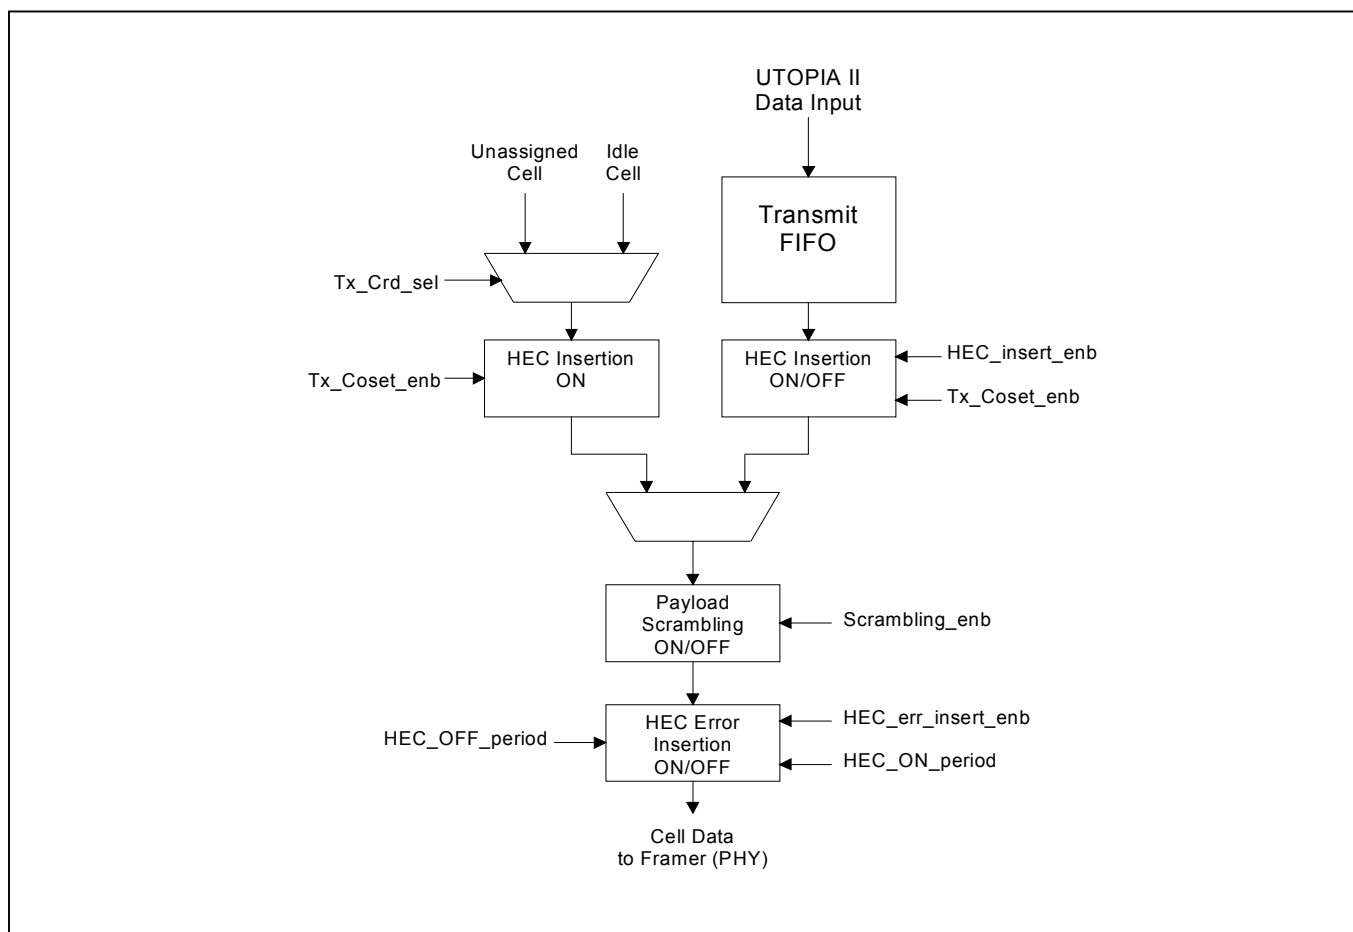 UTOPIA II
Data Input
Unassigned
Cell
Idle
Cell
Transmit
FIFO
Tx_Crd_sel
HEC Insertion
ON
Tx_Coset_enb
HEC Insertion
ON/OFF
HEC_insert_enb
Tx_Coset_enb
Payload
Scrambling
ON/OFF
Scrambling_enb
HEC Error
Insertion
ON/OFF
HEC_OFF_period
HEC_err_insert_enb
HEC_ON_period
Cell Data
to Framer (PHY)